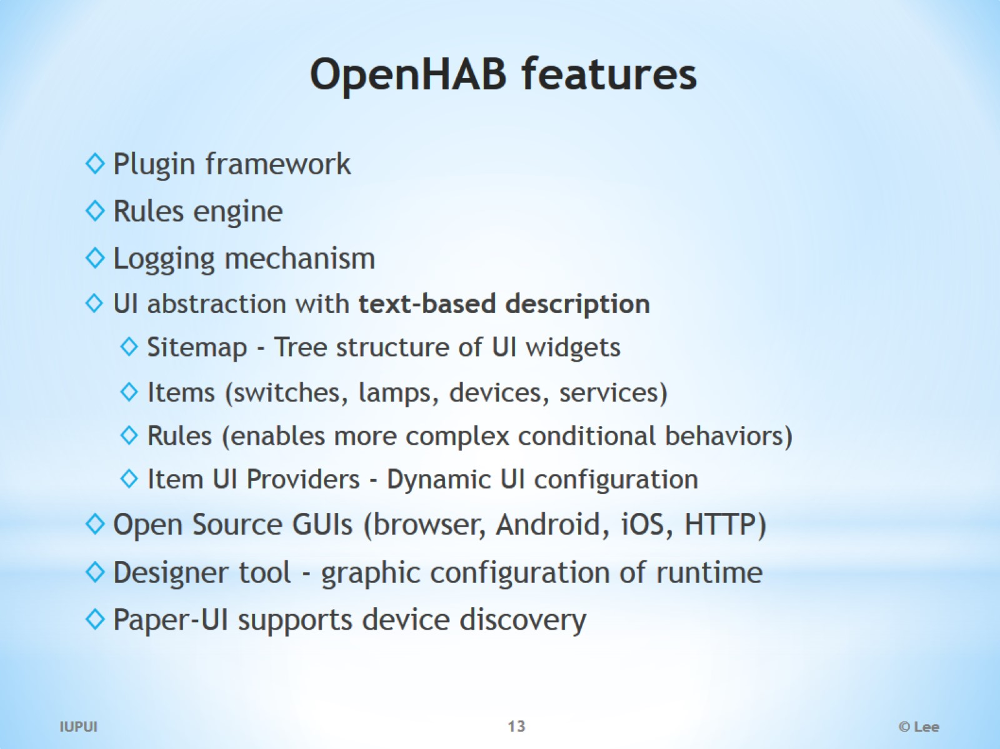 OpenHAB features
Plugin framework
Rules engine
Logging mechanism
UI abstraction with text-based description
Sitemap - Tree structure of UI widgets
Items (switches, lamps, devices, services)
Rules (enables more complex conditional behaviors)
Item UI Providers - Dynamic UI configuration
Open Source GUIs (browser, Android, iOS, HTTP)
Designer tool - graphic configuration of runtime
Paper-UI supports device discovery
IUPUI
13
© Lee